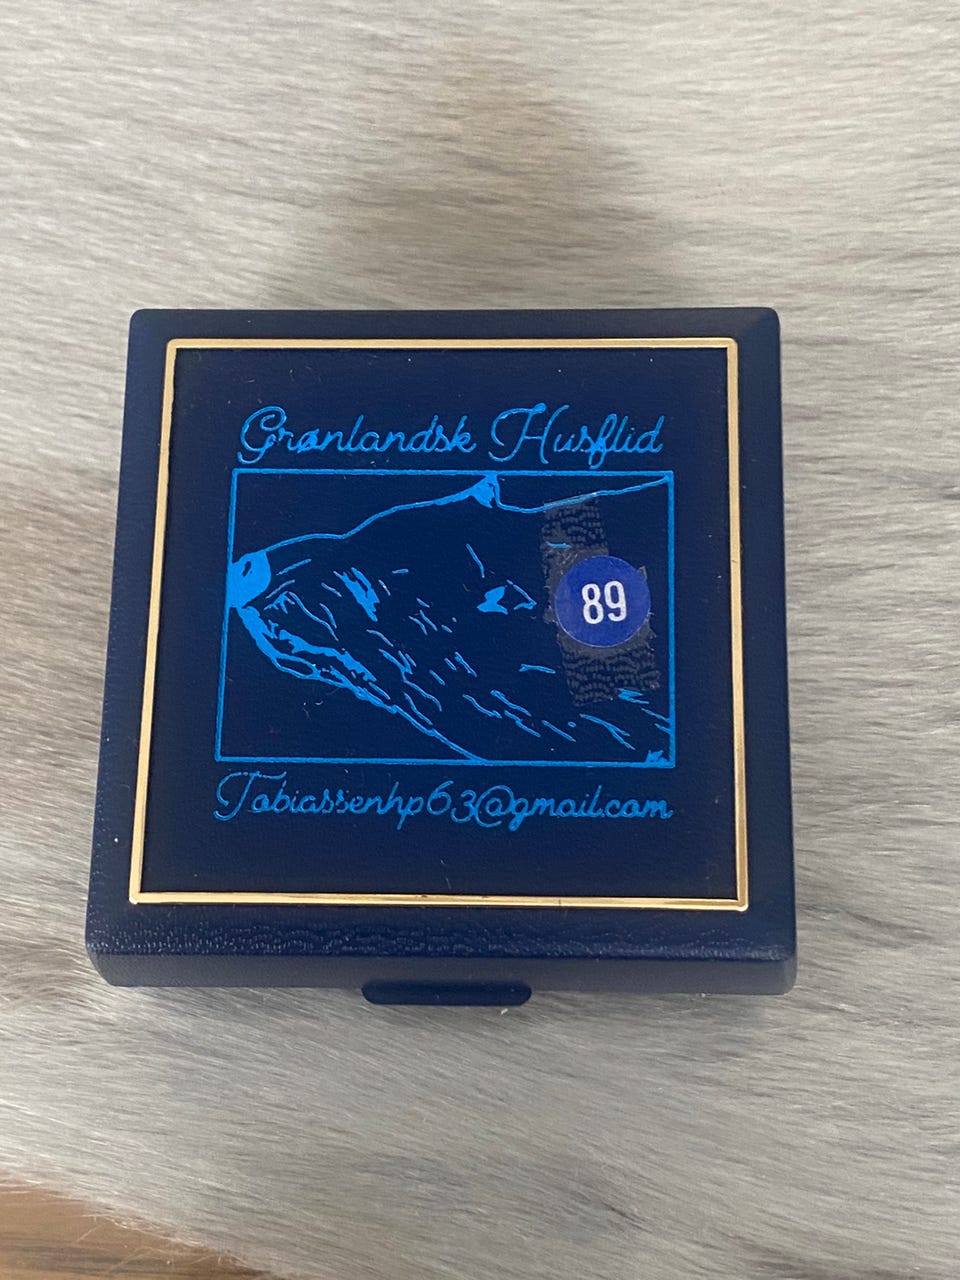 Grønlandsk Husflid
89
Tobiassenhp63@gmail.com